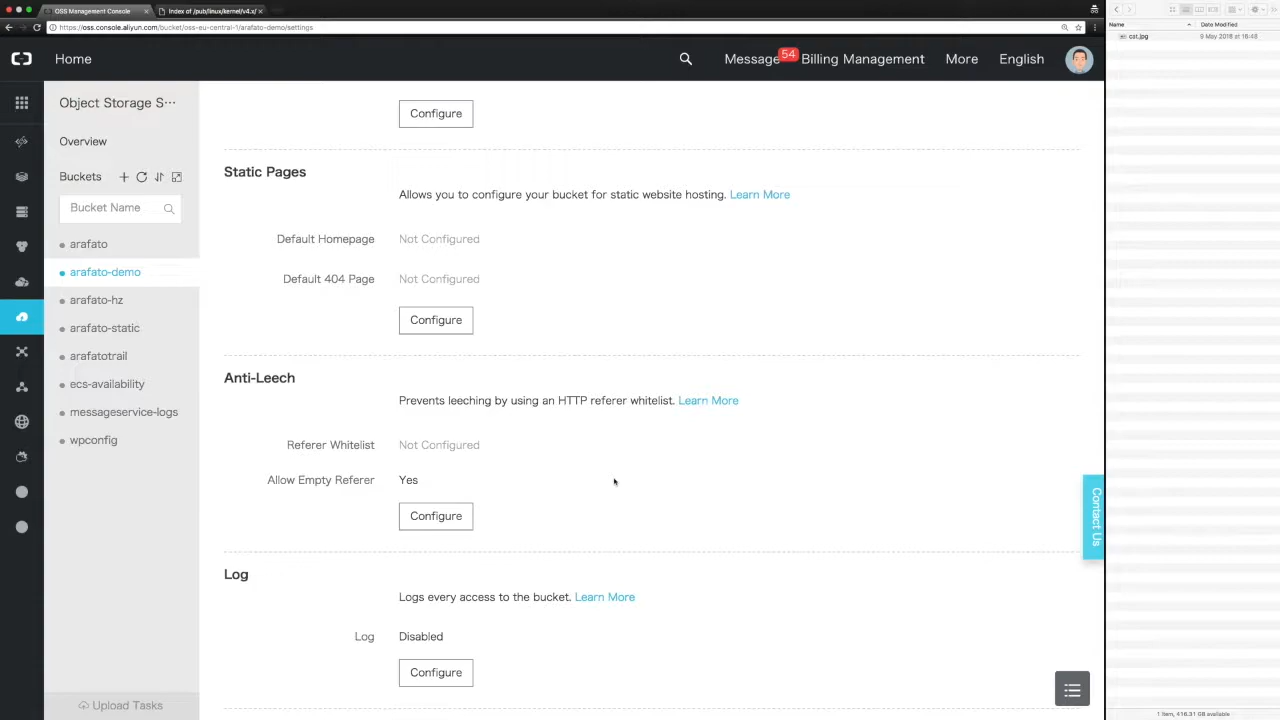 OSS Management Console
Index of /pub/linux/kernel/v4.x/
https://oss.console.aliyun.com/bucket/oss-eu-central-1/arafato-demo/settings
Home
Message 54
Billing Management
More
English
Object Storage S···
Overview
Buckets
Bucket Name
arafato
arafato-demo
arafato-hz
arafato-static
arafatotrail
ecs-availability
messageservice-logs
wpconfig
Upload Tasks
Configure
Static Pages
Allows you to configure your bucket for static website hosting. Learn More
Default Homepage Not Configured
Default 404 Page Not Configured
Configure
Anti-Leech
Prevents leeching by using an HTTP referer whitelist. Learn More
Referer Whitelist Not Configured
Allow Empty Referer Yes
Configure
Log
Logs every access to the bucket. Learn More
Log Disabled
Configure
Contact Us
Name Date Modified
cat.jpg 9 May 2018 at 16:48
1 item, 416.31 GB available